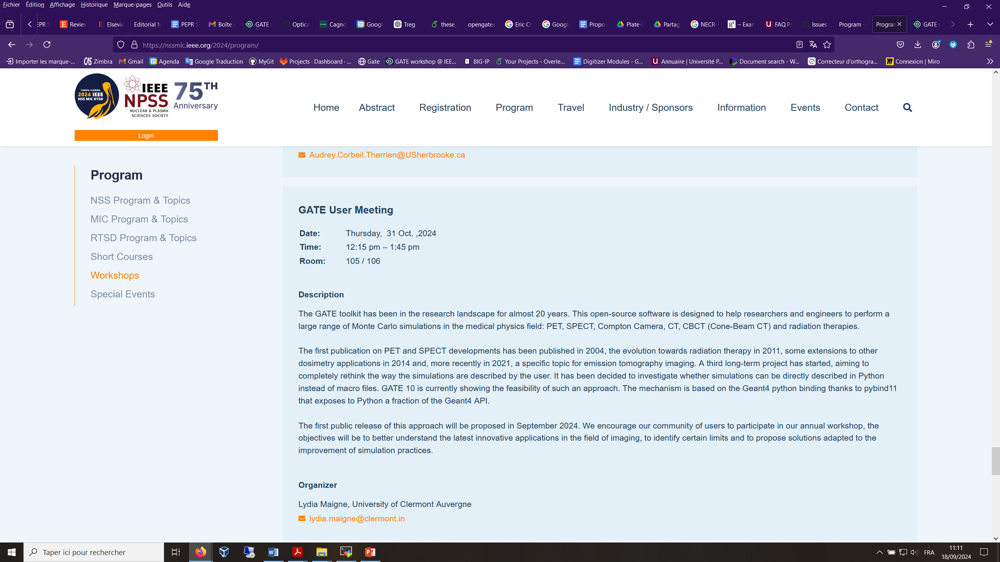 Fichier Édition Affichage Historique Marque-pages Outils Aide
EPR S Review Elsevie Editorial M PEPR S Boîte GATE Optica Cagno Googl Treg these_ opengate Eric Ch Googl Propo Plate-f Partag NECR – Exan FAQ Pi Issues Program - Program GATE
https://nssmic.ieee.org/2024/program/
Importer les marque-... Zimbra Gmail Agenda Google Traduction MyGit Projects · Dashboard · ... Gate GATE workshop @ IEE... BIG-IP Your Projects - Overle... Digitizer Modules - G... Annuaire | Université P... Document search - W... Correcteur d'orthogra... Connexion | Miro
TAMPA, FLORIDA
2024 IEEE
NSS MIC RTSD
IEEE
NPSS
NUCLEAR & PLASMA
SCIENCES SOCIETY
75TH
Anniversary
Home Abstract Registration Program Travel Industry / Sponsors Information Events Contact
Login
Audrey.Corbeil.Therrien@USherbrooke.ca
Program
NSS Program & Topics
MIC Program & Topics
RTSD Program & Topics
Short Courses
Workshops
Special Events
GATE User Meeting
Date: Thursday, 31 Oct. ,2024
Time: 12:15 pm – 1:45 pm
Room: 105 / 106
Description
The GATE toolkit has been in the research landscape for almost 20 years. This open-source software is designed to help researchers and engineers to perform a
large range of Monte Carlo simulations in the medical physics field: PET, SPECT, Compton Camera, CT, CBCT (Cone-Beam CT) and radiation therapies.
The first publication on PET and SPECT developments has been published in 2004, the evolution towards radiation therapy in 2011, some extensions to other
dosimetry applications in 2014 and, more recently in 2021, a specific topic for emission tomography imaging. A third long-term project has started, aiming to
completely rethink the way the simulations are described by the user. It has been decided to investigate whether simulations can be directly described in Python
instead of macro files. GATE 10 is currently showing the feasibility of such an approach. The mechanism is based on the Geant4 python binding thanks to pybind11
that exposes to Python a fraction of the Geant4 API.
The first public release of this approach will be proposed in September 2024. We encourage our community of users to participate in our annual workshop, the
objectives will be to better understand the latest innovative applications in the field of imaging, to identify certain limits and to propose solutions adapted to the
improvement of simulation practices.
Organizer
Lydia Maigne, University of Clermont Auvergne
lydia.maigne@clermont.in
Taper ici pour rechercher
FRA
11:11
18/09/2024